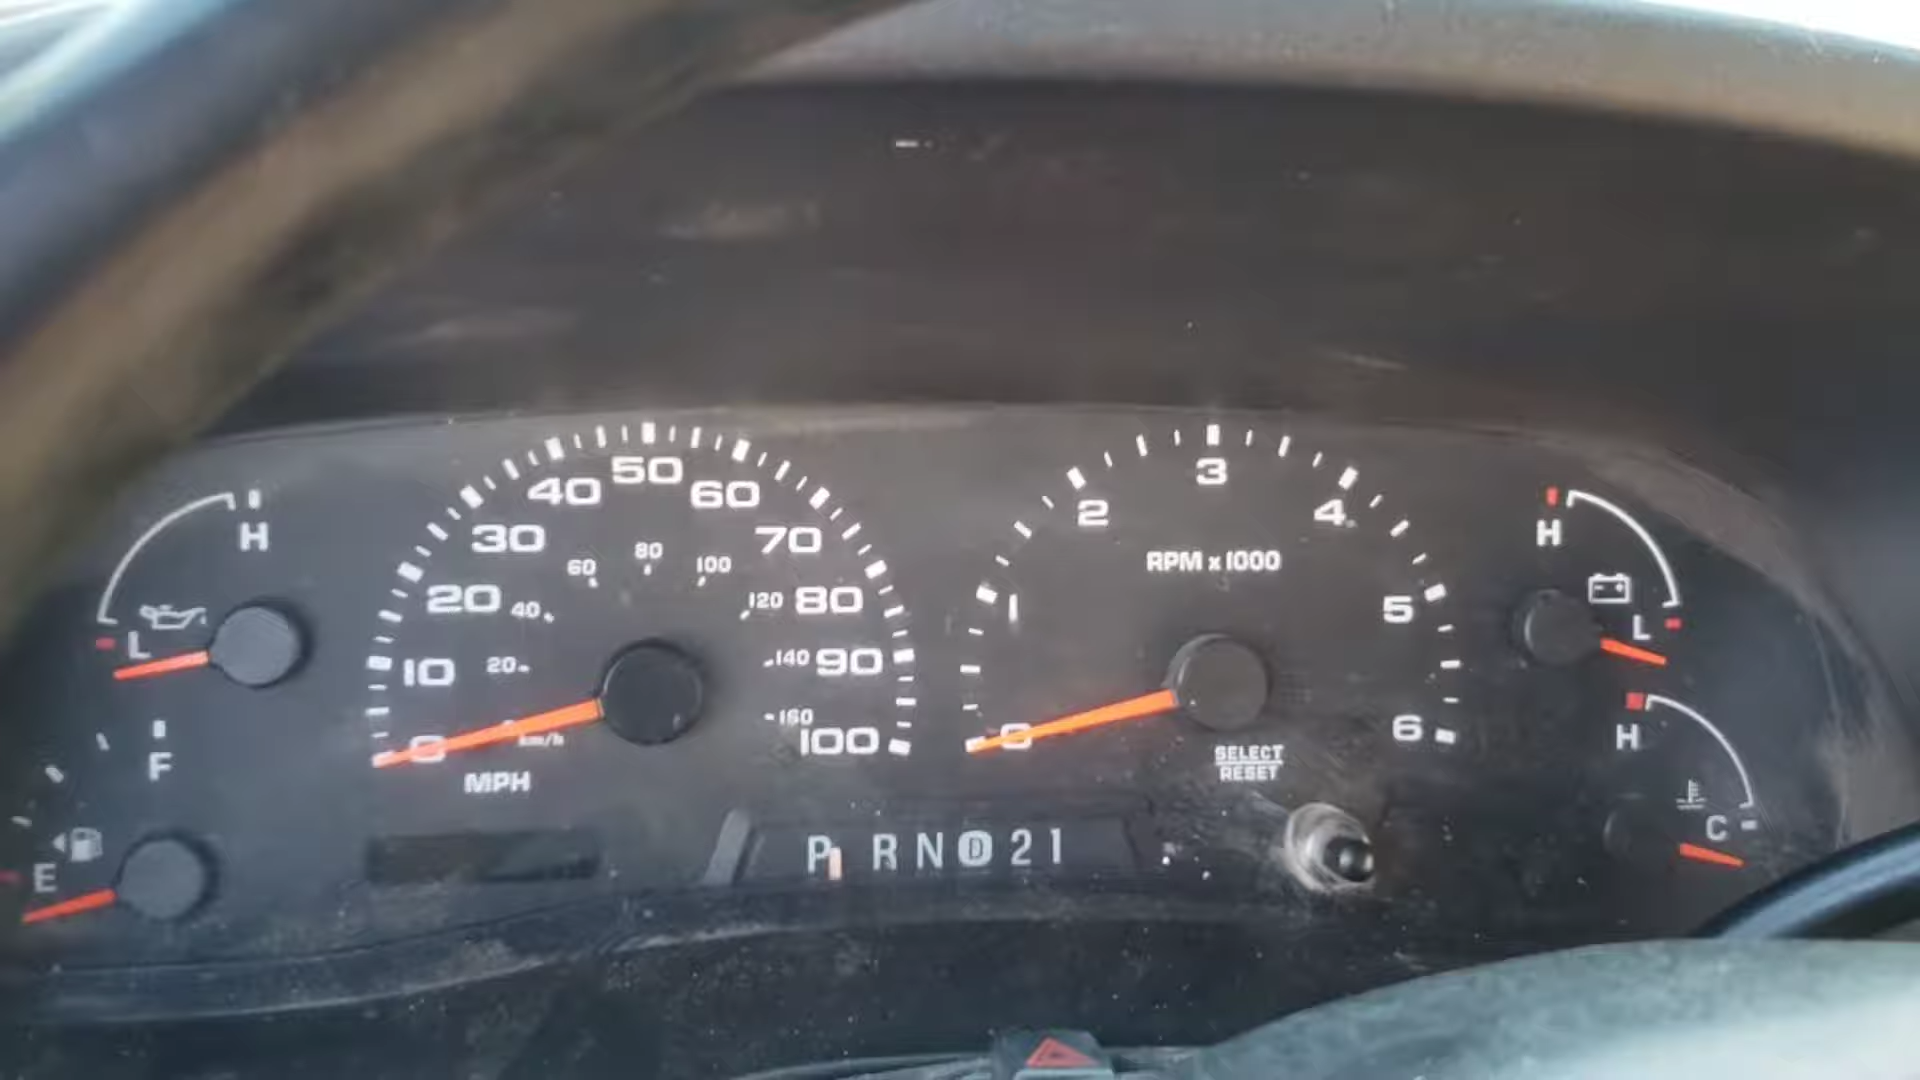 H
L
F
E
0 10 20 30 40 50 60 70 80 90 100
20 40 60 80 100 120 140 160
km/h
MPH
0 1 2 3 4 5 6
RPM x 1000
SELECT
RESET
P R N D 2 1
H
L
H
C